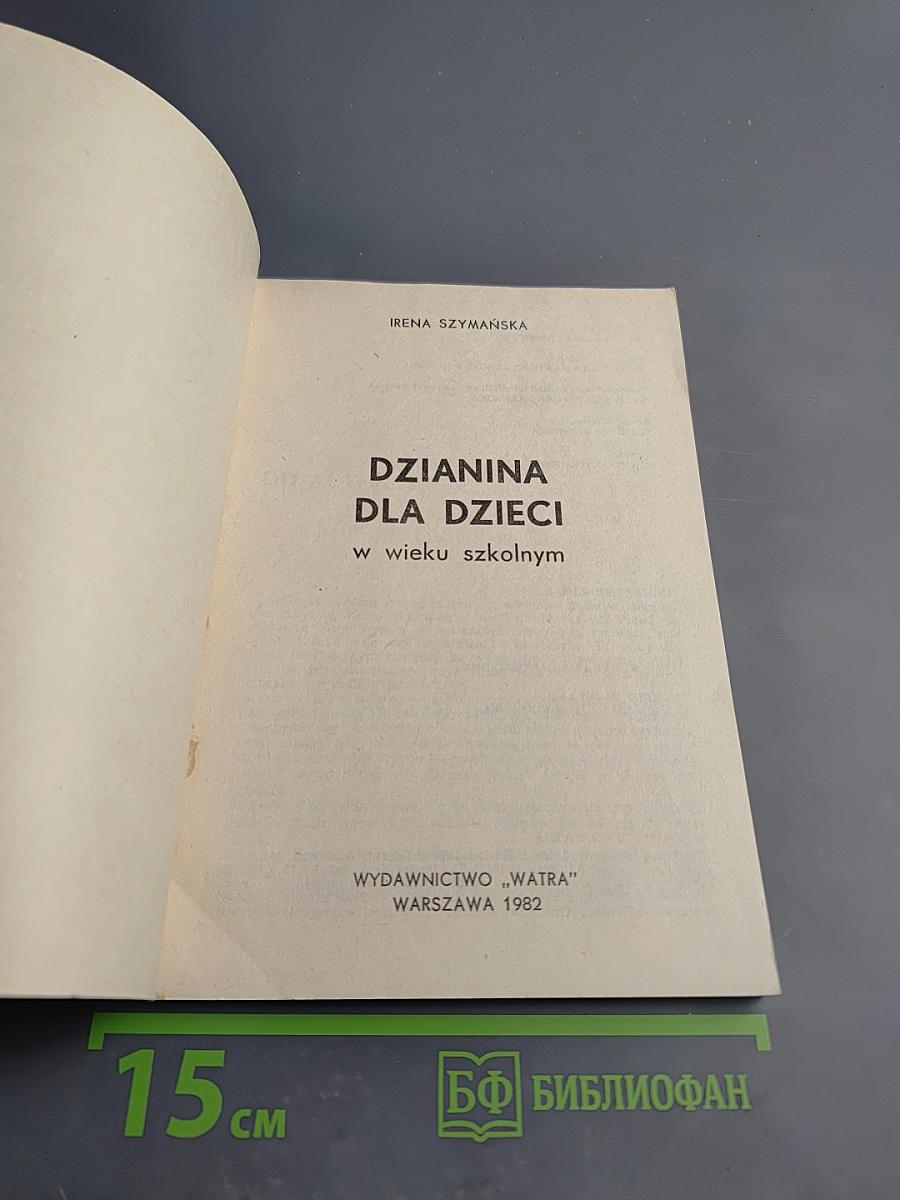 IRENA SZYMAŃSKA
DZIANINA
DLA DZIECI
w wieku szkolnym
WYDAWNICTWO „WATRA”
WARSZAWA 1982
15 см
БФ БИБЛИОФАН